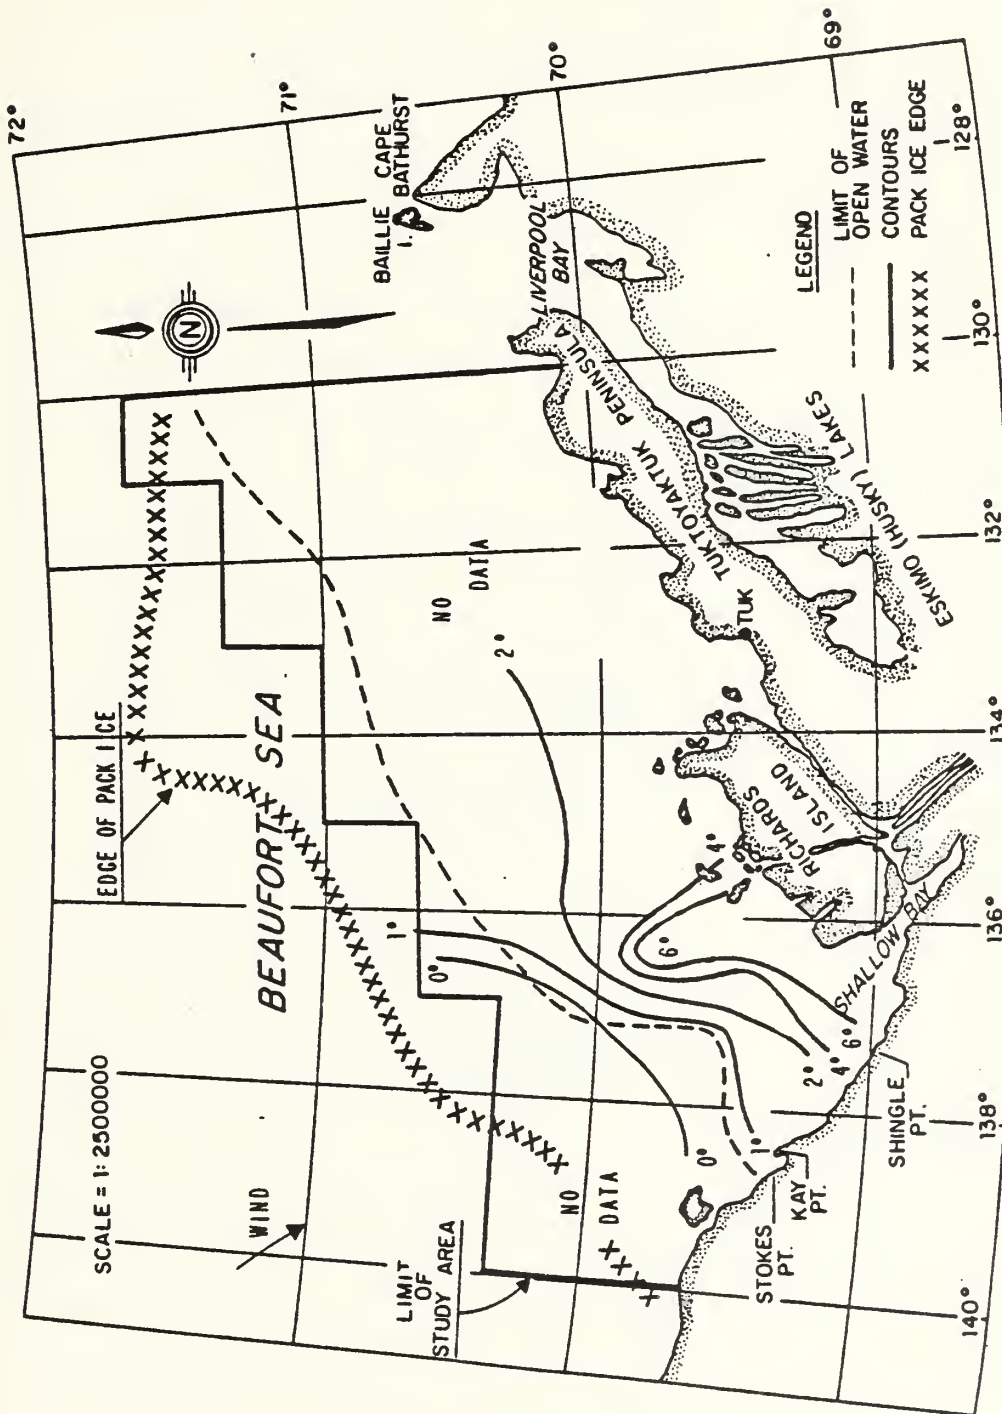 72°
71°
70°
69°
SCALE = 1: 2500000
WIND
LIMIT
OF
STUDY AREA
EDGE OF PACK ICE
BEAUFORT SEA
N
BAILLIE
I.
CAPE
BATHURST
LIVERPOOL
BAY
NO
DATA
NO
DATA
0°
1°
2°
4°
6°
0°
1°
2°
4°
6°
TUKTOYAKTUK PENINSULA
TUK
ESKIMO (HUSKY) LAKES
RICHARDS
ISLAND
SHALLOW BAY
SHINGLE
PT.
KAY
PT.
STOKES
PT.
LEGEND
LIMIT OF
OPEN WATER
CONTOURS
XXXXX PACK ICE EDGE
140°
138°
136°
134°
132°
130°
128°